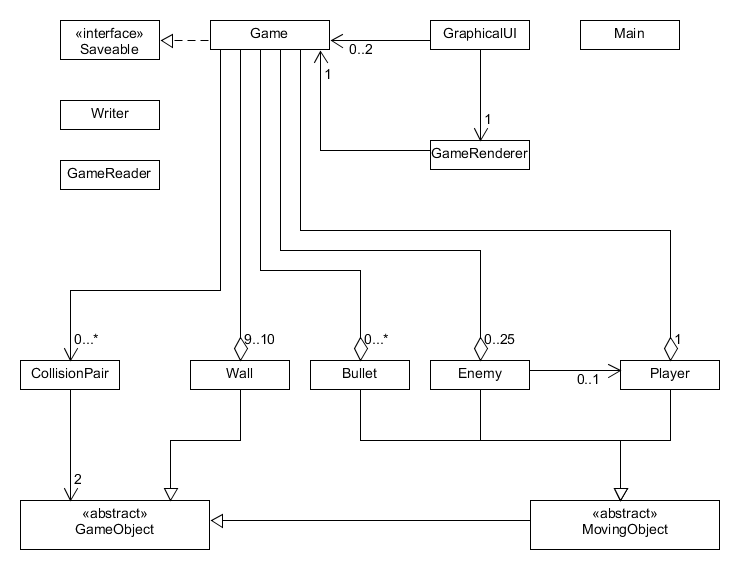 «interface»
Saveable
Game
GraphicalUI
Main
0..2
1
Writer
1
GameRenderer
GameReader
0...*
9..10
0...*
0..25
1
CollisionPair
Wall
Bullet
Enemy
Player
0..1
2
«abstract»
GameObject
«abstract»
MovingObject